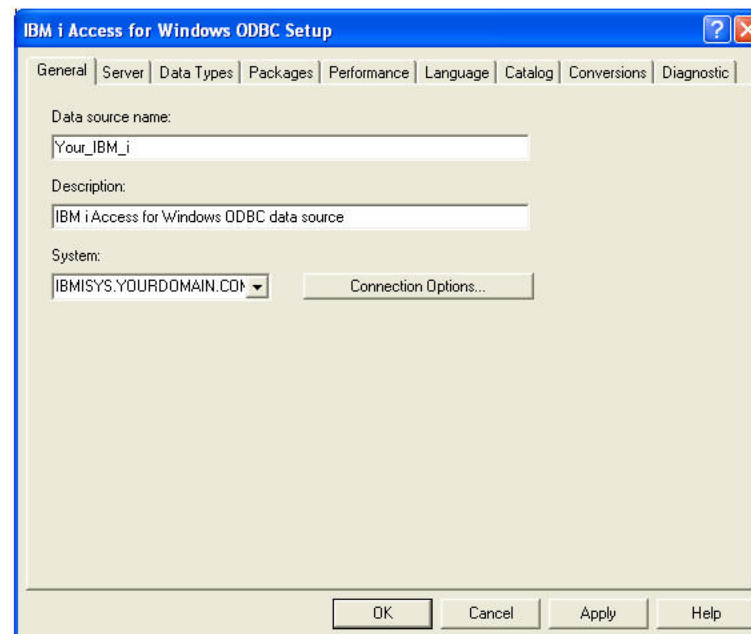 IBM i Access for Windows ODBC Setup
General Server Data Types Packages Performance Language Catalog Conversions Diagnostic
Data source name:
Your_IBM_i
Description:
IBM i Access for Windows ODBC data source
System:
IBMISYS.YOURDOMAIN.COM Connection Options...
OK Cancel Apply Help